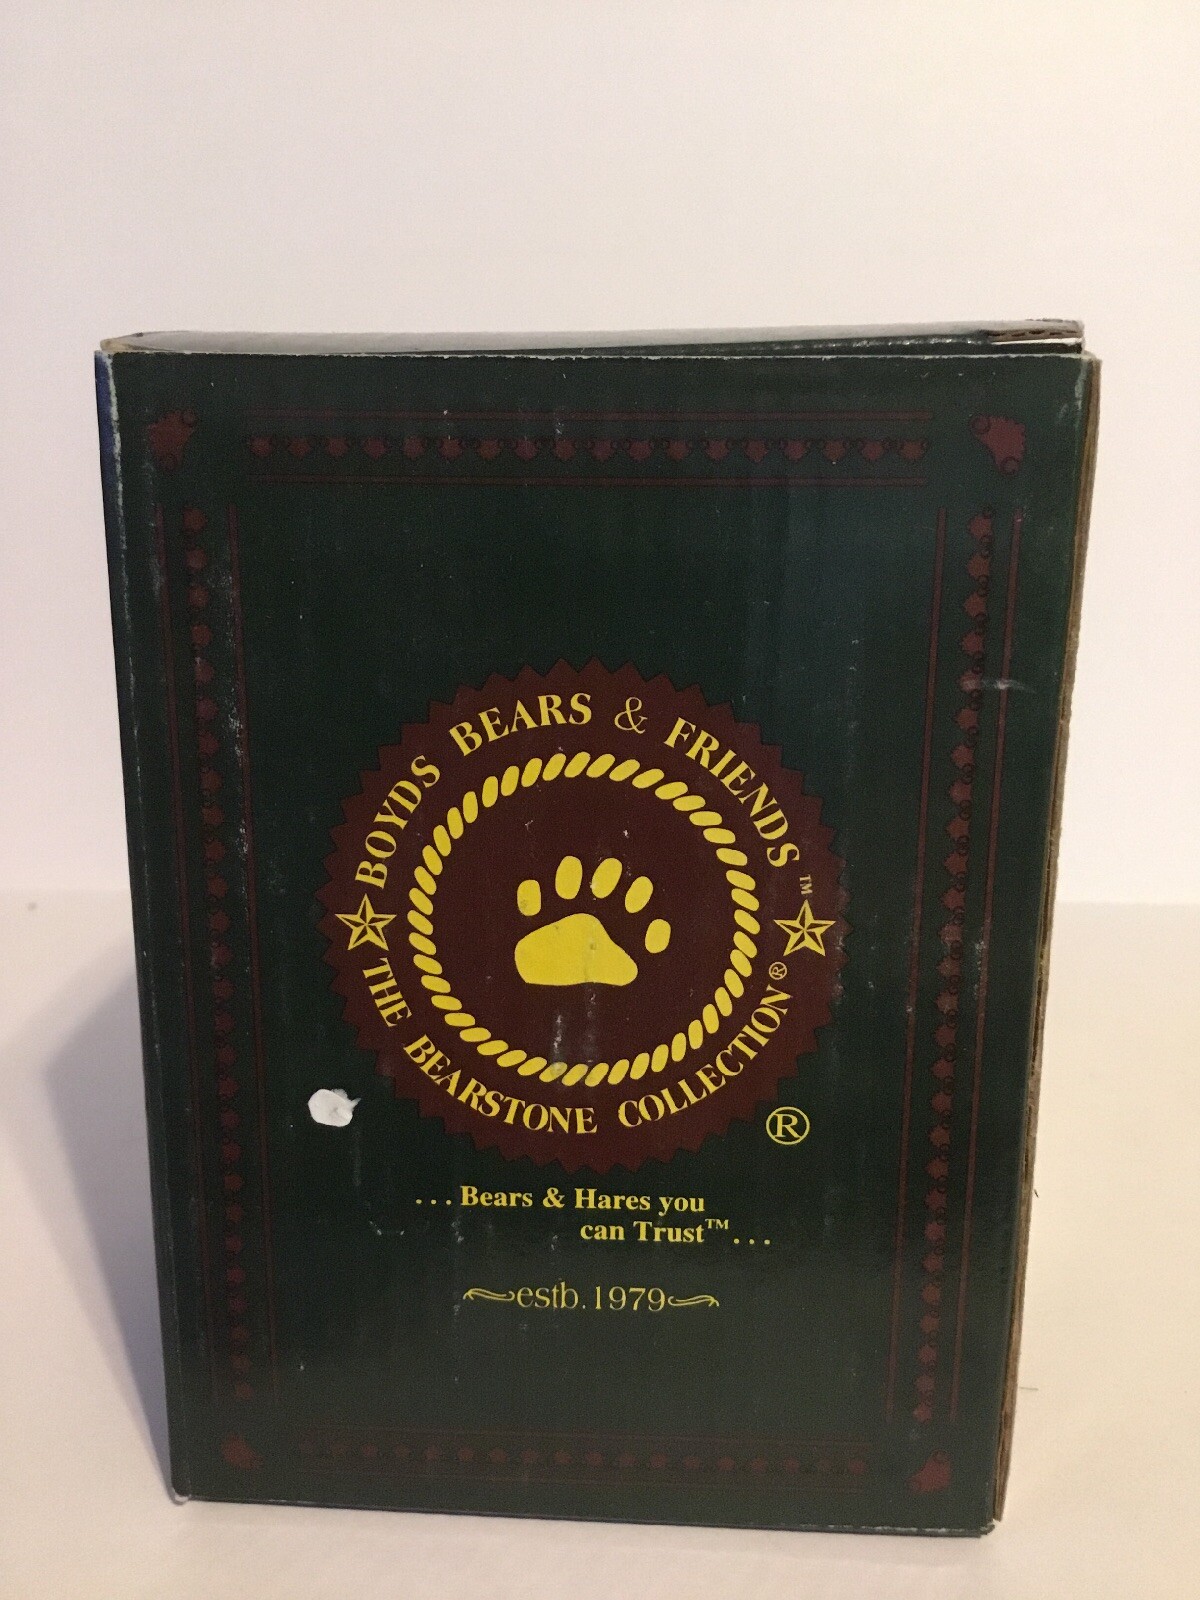 BOYDS BEARS & FRIENDS™
THE BEARSTONE COLLECTION®
®
...Bears & Hares you
can Trust™...
estb.1979